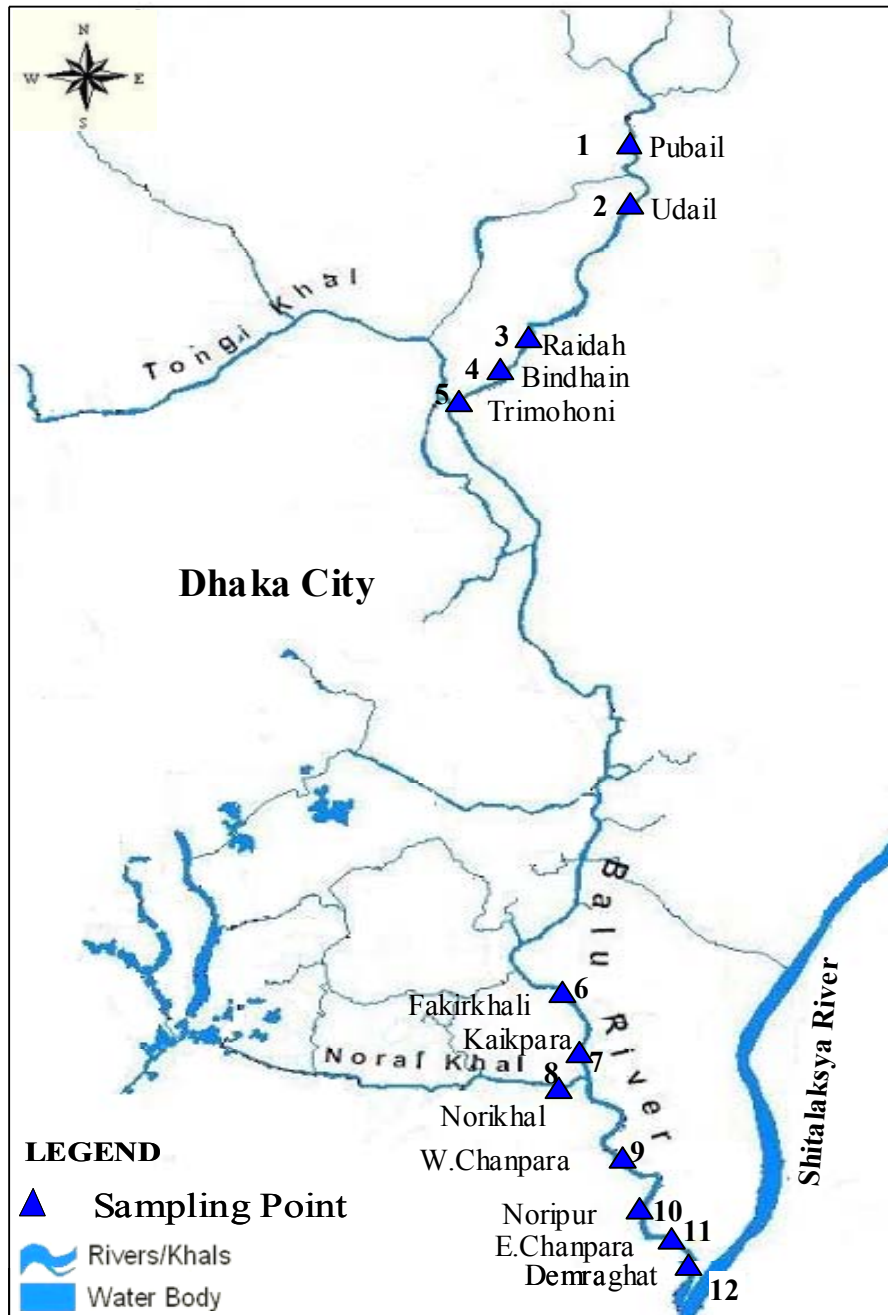 N
W E
S
1 Pubail
2 Udail
Tongi Khal
3 Raidah
4 Bindhain
5 Trimohoni
Dhaka City
Balu River
Shitalaksya River
6
Fakirkhali
Kaikpara
7
Norai Khal
8
Norikhal
9
W.Chanpara
10
Noripur
11
E.Chanpara
Demraghat
12
LEGEND
Sampling Point
Rivers/Khals
Water Body